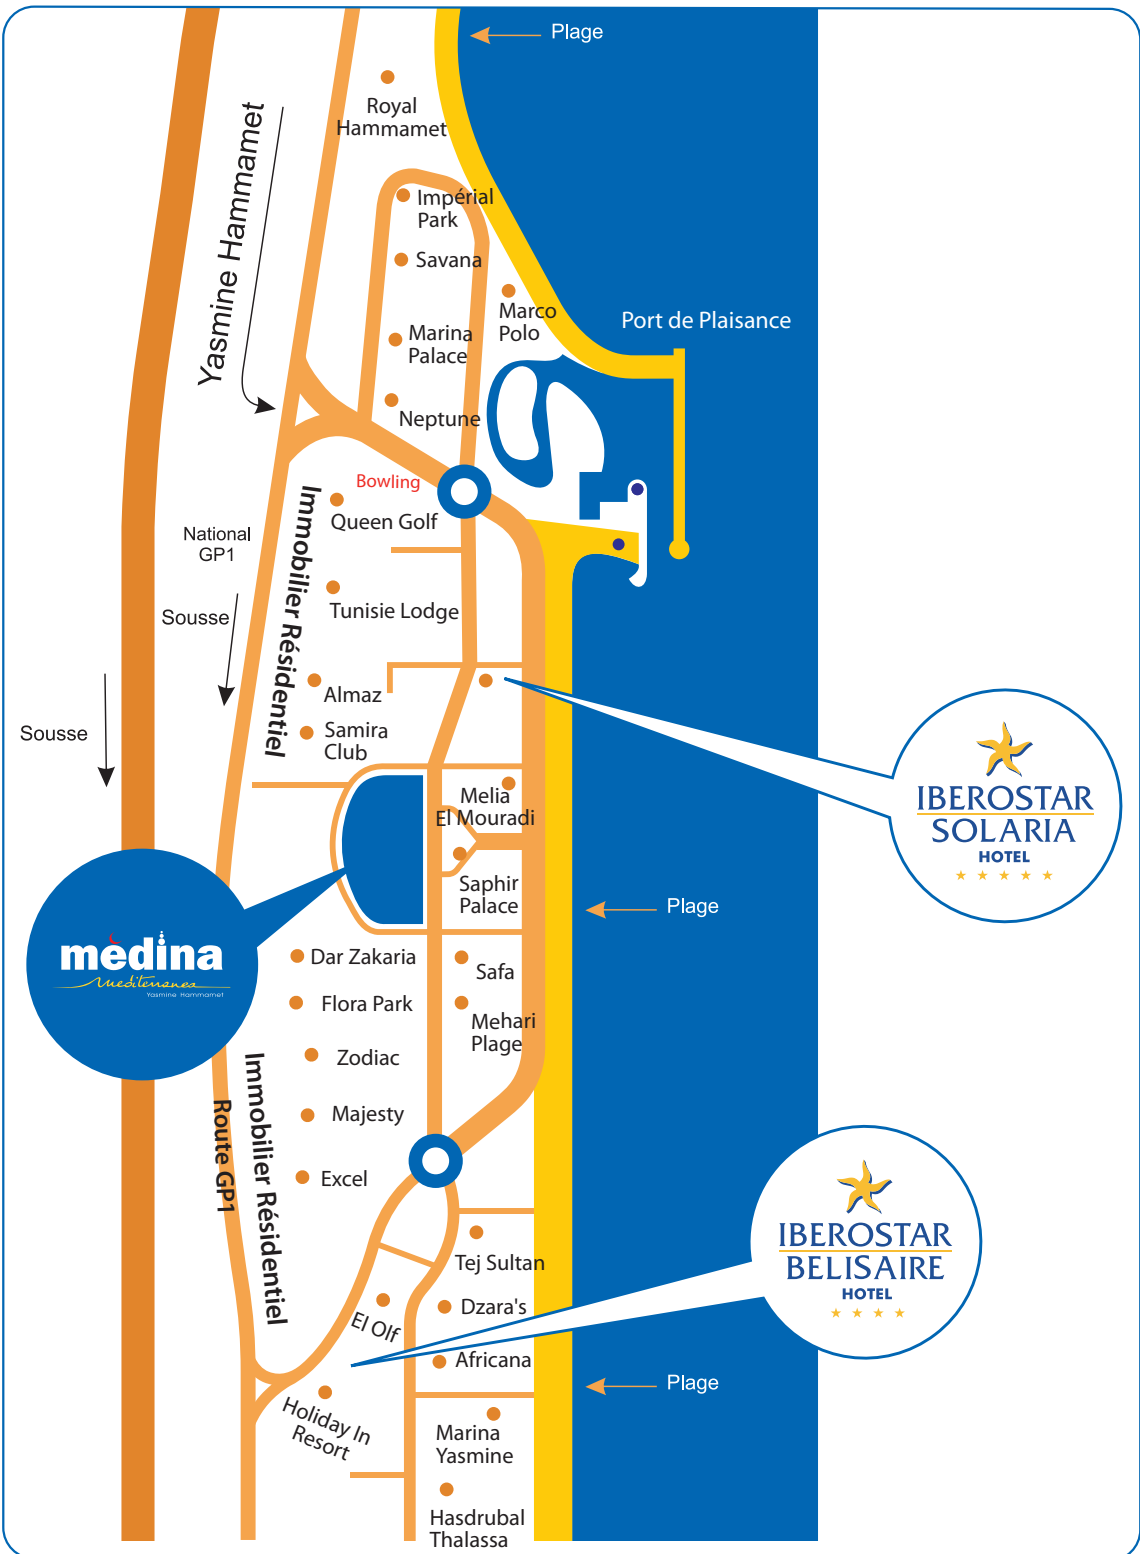 Plage
Royal
Hammamet
Yasmine Hammamet
Impérial
Park
Savana
Marco
Polo
Port de Plaisance
Marina
Palace
Neptune
Bowling
Queen Golf
National
GP1
Immobilier Résidentiel
Tunisie Lodge
Sousse
Almaz
Samira
Club
Sousse
IBEROSTAR
SOLARIA
HOTEL
Melia
El Mouradi
Saphir
Palace
Plage
médina
Mediterranea
Yasmine Hammamet
Dar Zakaria
Safa
Flora Park
Mehari
Plage
Zodiac
Immobilier Résidentiel
Route GP1
Majesty
Excel
IBEROSTAR
BELISAIRE
HOTEL
Tej Sultan
Dzara's
El Olf
Africana
Plage
Holiday In
Resort
Marina
Yasmine
Hasdrubal
Thalassa